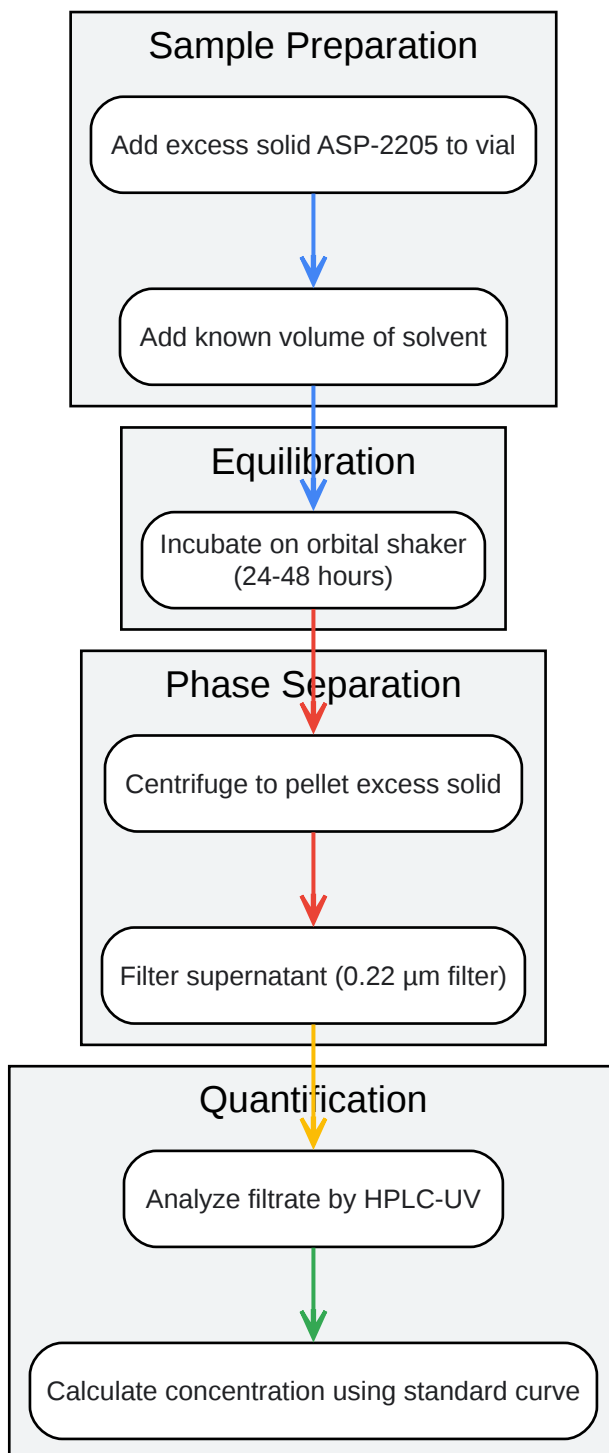 Sample Preparation
Add excess solid ASP-2205 to vial
Add known volume of solvent
Equilibration
Incubate on orbital shaker
(24-48 hours)
Phase Separation
Centrifuge to pellet excess solid
Filter supernatant (0.22 µm filter)
Quantification
Analyze filtrate by HPLC-UV
Calculate concentration using standard curve